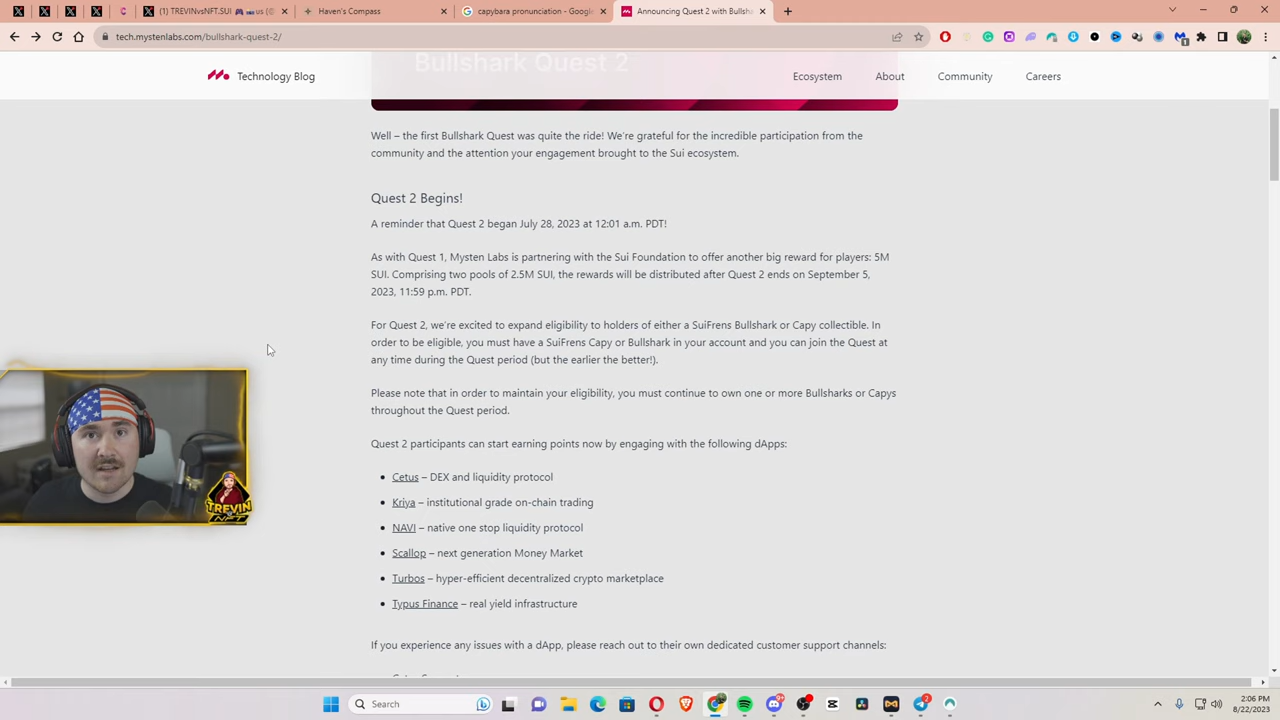 (1) TREVINvsNFT.SUI 🎮 us (@
Haven's Compass
capybara pronunciation - Google
Announcing Quest 2 with Bullsha
tech.mystenlabs.com/bullshark-quest-2/
Technology Blog
Ecosystem
About
Community
Careers
Bullshark Quest 2
Well – the first Bullshark Quest was quite the ride! We're grateful for the incredible participation from the
community and the attention your engagement brought to the Sui ecosystem.
Quest 2 Begins!
A reminder that Quest 2 began July 28, 2023 at 12:01 a.m. PDT!
As with Quest 1, Mysten Labs is partnering with the Sui Foundation to offer another big reward for players: 5M
SUI. Comprising two pools of 2.5M SUI, the rewards will be distributed after Quest 2 ends on September 5,
2023, 11:59 p.m. PDT.
For Quest 2, we're excited to expand eligibility to holders of either a SuiFrens Bullshark or Capy collectible. In
order to be eligible, you must have a SuiFrens Capy or Bullshark in your account and you can join the Quest at
any time during the Quest period (but the earlier the better!).
Please note that in order to maintain your eligibility, you must continue to own one or more Bullsharks or Capys
throughout the Quest period.
Quest 2 participants can start earning points now by engaging with the following dApps:
• Cetus – DEX and liquidity protocol
• Kriya – institutional grade on-chain trading
• NAVI – native one stop liquidity protocol
• Scallop – next generation Money Market
• Turbos – hyper-efficient decentralized crypto marketplace
• Typus Finance – real yield infrastructure
If you experience any issues with a dApp, please reach out to their own dedicated customer support channels:
TREVIN
NFT
Search
2:06 PM
8/22/2023